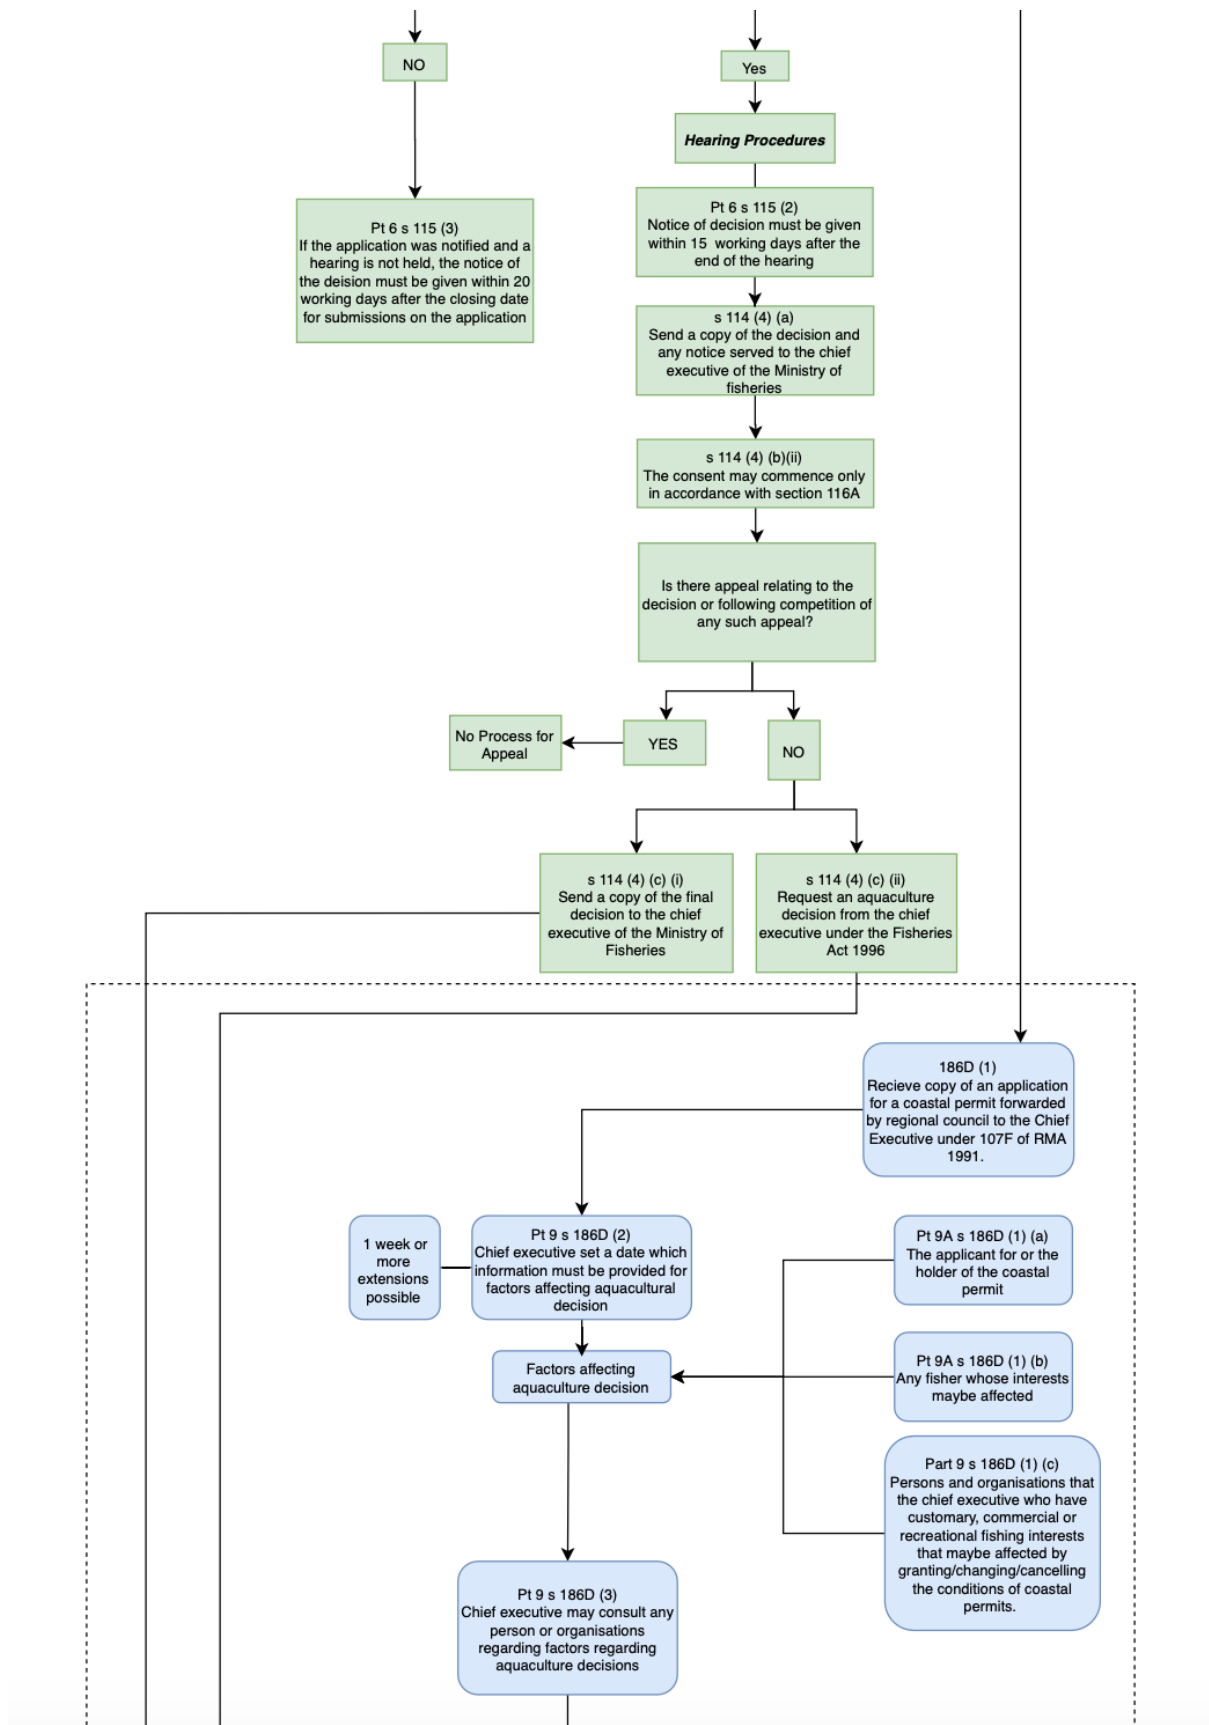 NO
Yes
Hearing Procedures
Pt 6 s 115 (3)
If the application was notified and a
hearing is not held, the notice of
the deision must be given within 20
working days after the closing date
for submissions on the application
Pt 6 s 115 (2)
Notice of decision must be given
within 15 working days after the
end of the hearing
s 114 (4) (a)
Send a copy of the decision and
any notice served to the chief
executive of the Ministry of
fisheries
s 114 (4) (b)(ii)
The consent may commence only
in accordance with section 116A
Is there appeal relating to the
decision or following competition of
any such appeal?
No Process for
Appeal
YES
NO
s 114 (4) (c) (i)
Send a copy of the final
decision to the chief
executive of the Ministry of
Fisheries
s 114 (4) (c) (ii)
Request an aquaculture
decision from the chief
executive under the Fisheries
Act 1996
186D (1)
Recieve copy of an application
for a coastal permit forwarded
by regional council to the Chief
Executive under 107F of RMA
1991.
1 week or
more
extensions
possible
Pt 9 s 186D (2)
Chief executive set a date which
information must be provided for
factors affecting aquacultural
decision
Pt 9A s 186D (1) (a)
The applicant for or the
holder of the coastal
permit
Factors affecting
aquaculture decision
Pt 9A s 186D (1) (b)
Any fisher whose interests
maybe affected
Part 9 s 186D (1) (c)
Persons and organisations that
the chief executive who have
customary, commercial or
recreational fishing interests
that maybe affected by
granting/changing/cancelling
the conditions of coastal
permits.
Pt 9 s 186D (3)
Chief executive may consult any
person or organisations
regarding factors regarding
aquaculture decisions